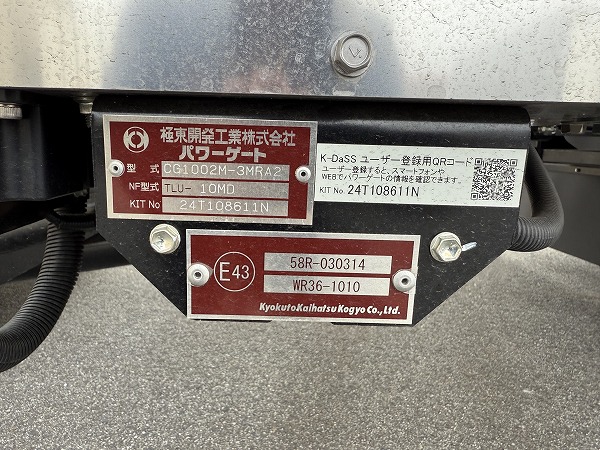 極東開発工業株式会社
パワーゲート
型 式 CG1002M-3MRA2
NF型式 TLU- 10MD
KIT No 24T108611N
K-DaSS ユーザー登録用QRコード
ユーザー登録すると、スマートフォンや
WEBでパワーゲートの情報を確認できます。
KIT No 24T108611N
E43
58R-030314
WR36-1010
Kyokuto Kaihatsu Kogyo Co., Ltd.